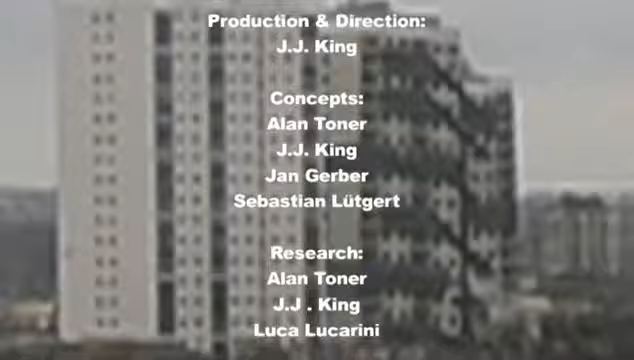 Production & Direction:
J.J. King
Concepts:
Alan Toner
J.J. King
Jan Gerber
Sebastian Lütgert
Research:
Alan Toner
J.J . King
Luca Lucarini